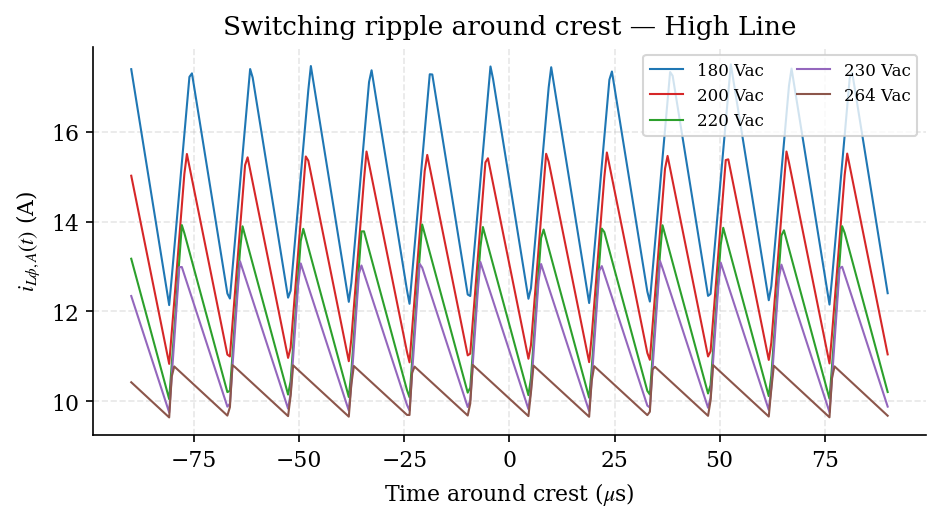 Switching ripple around crest — High Line
180 Vac
200 Vac
220 Vac
230 Vac
264 Vac
i_{Lϕ,A}(t) (A)
16
14
12
10
−75
−50
−25
0
25
50
75
Time around crest (μs)